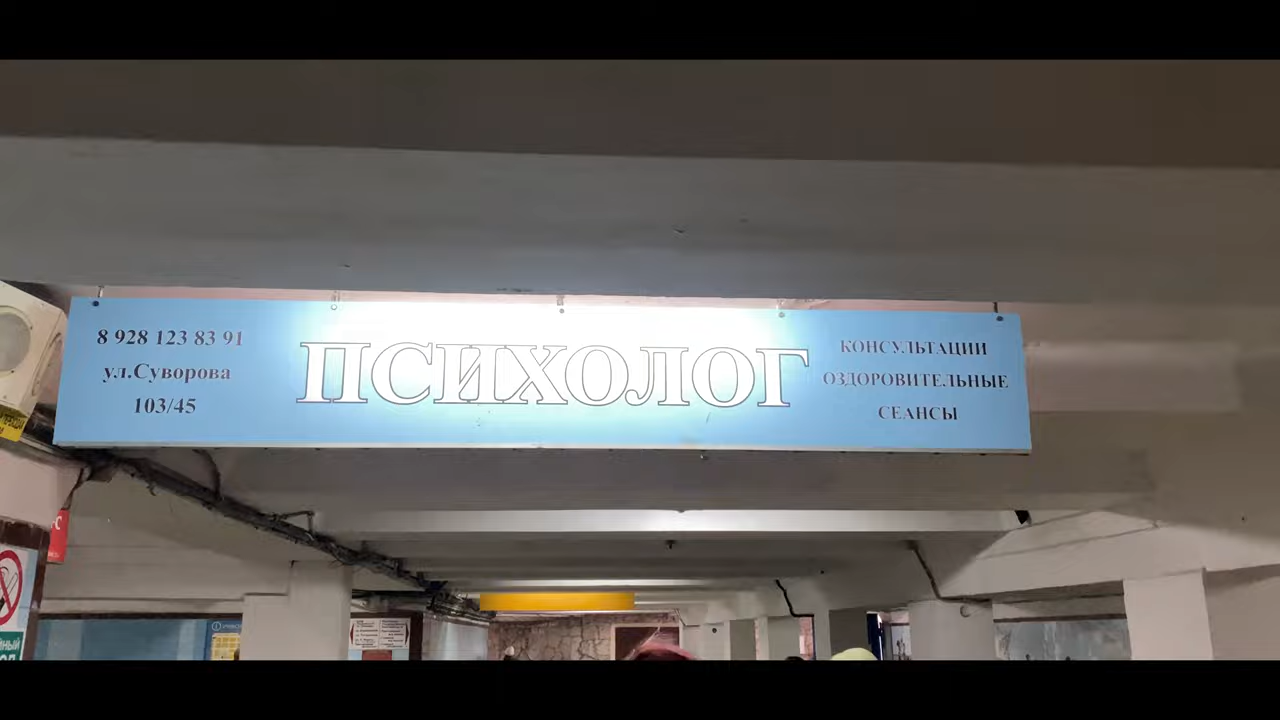 8 928 123 83 91
ул.Суворова
103/45
ПСИХОЛОГ
КОНСУЛЬТАЦИИ
ОЗДОРОВИТЕЛЬНЫЕ
СЕАНСЫ